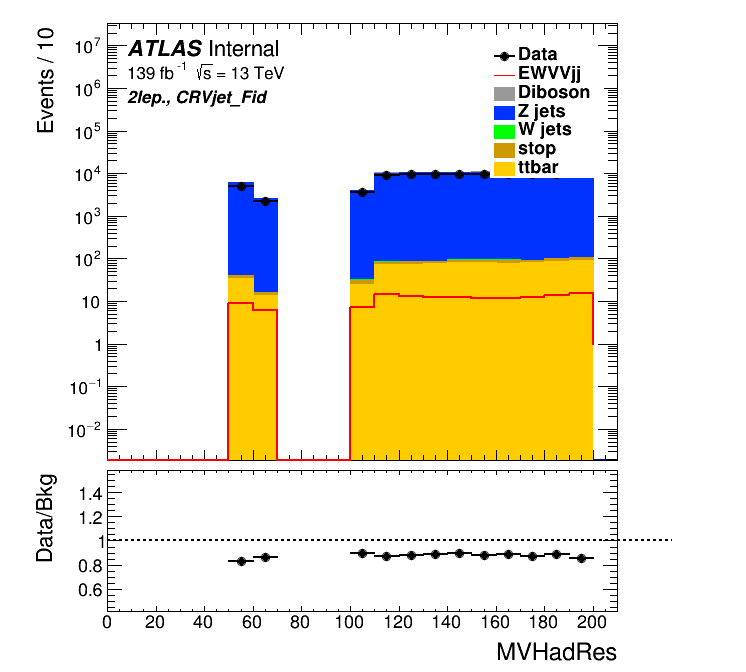 Events / 10
10⁷
10⁶
10⁵
10⁴
10³
10²
10
1
10⁻¹
10⁻²
ATLAS Internal
139 fb⁻¹ √s = 13 TeV
2lep., CRVjet_Fid
Data
EWVVjj
Diboson
Z jets
W jets
stop
ttbar
Data/Bkg
1.4
1.2
1
0.8
0.6
0 20 40 60 80 100 120 140 160 180 200
MVHadRes